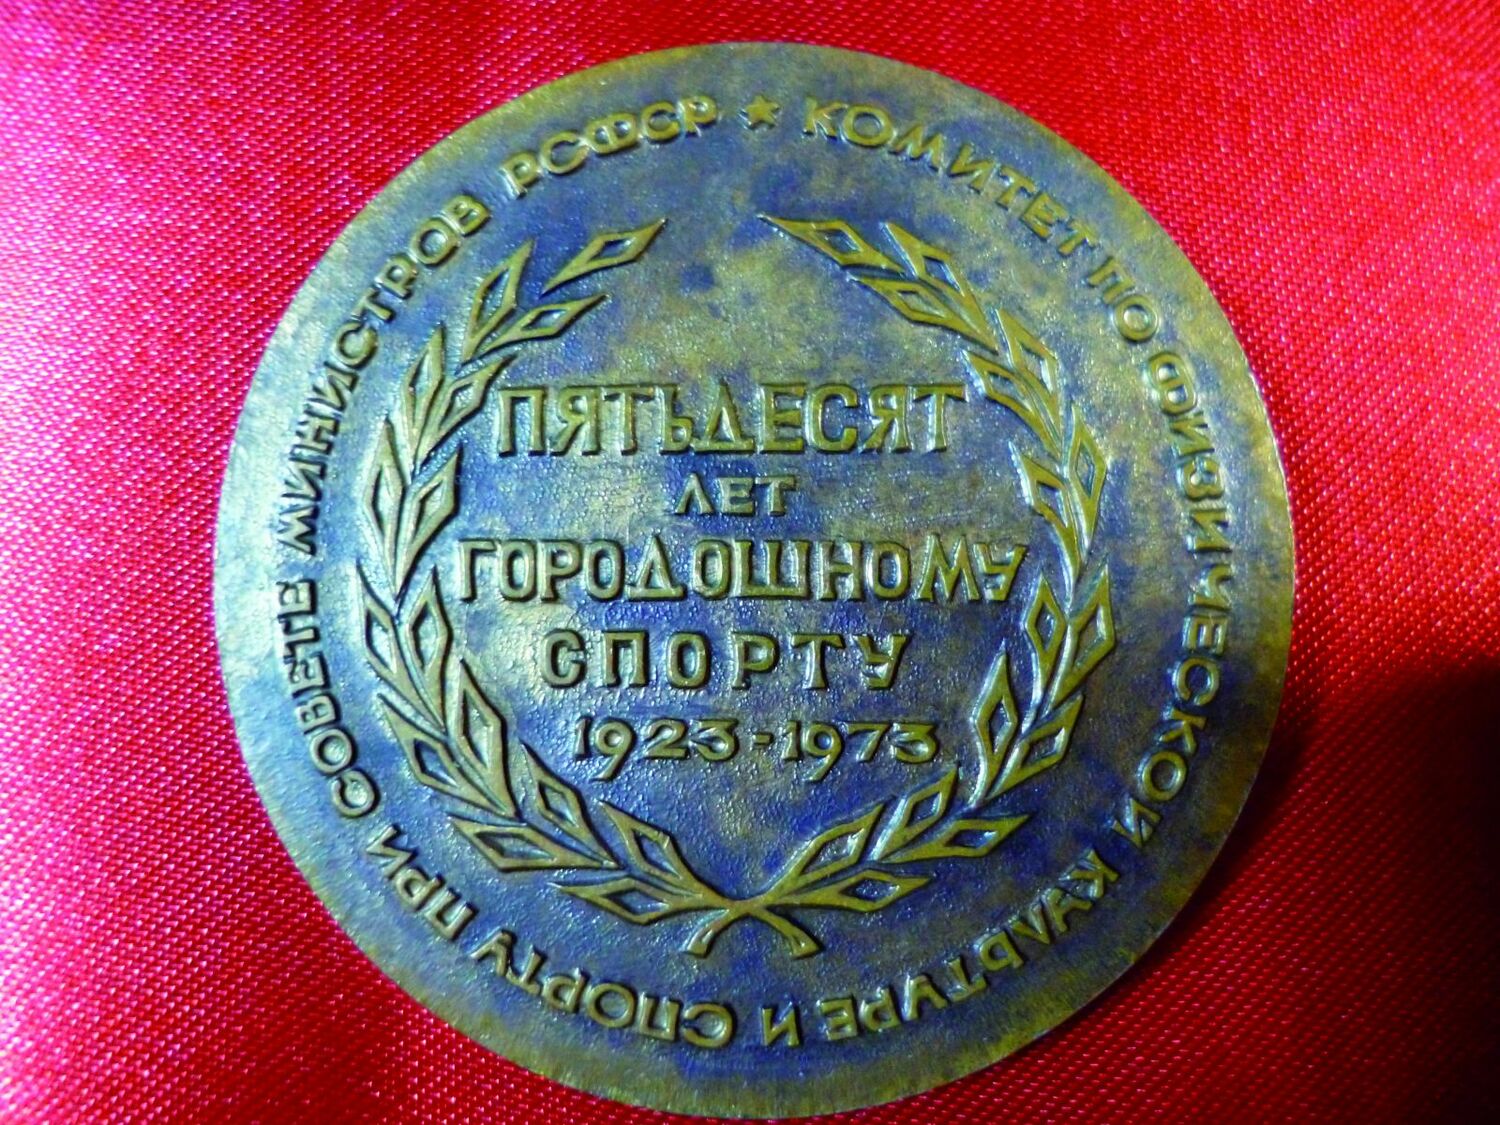 КОМИТЕТ ПО ФИЗИЧЕСКОЙ КУЛЬТУРЕ И СПОРТУ ПРИ СОВЕТЕ МИНИСТРОВ РСФСР ★
ПЯТЬДЕСЯТ
ЛЕТ
ГОРОДОШНОМУ
СПОРТУ
1923-1973